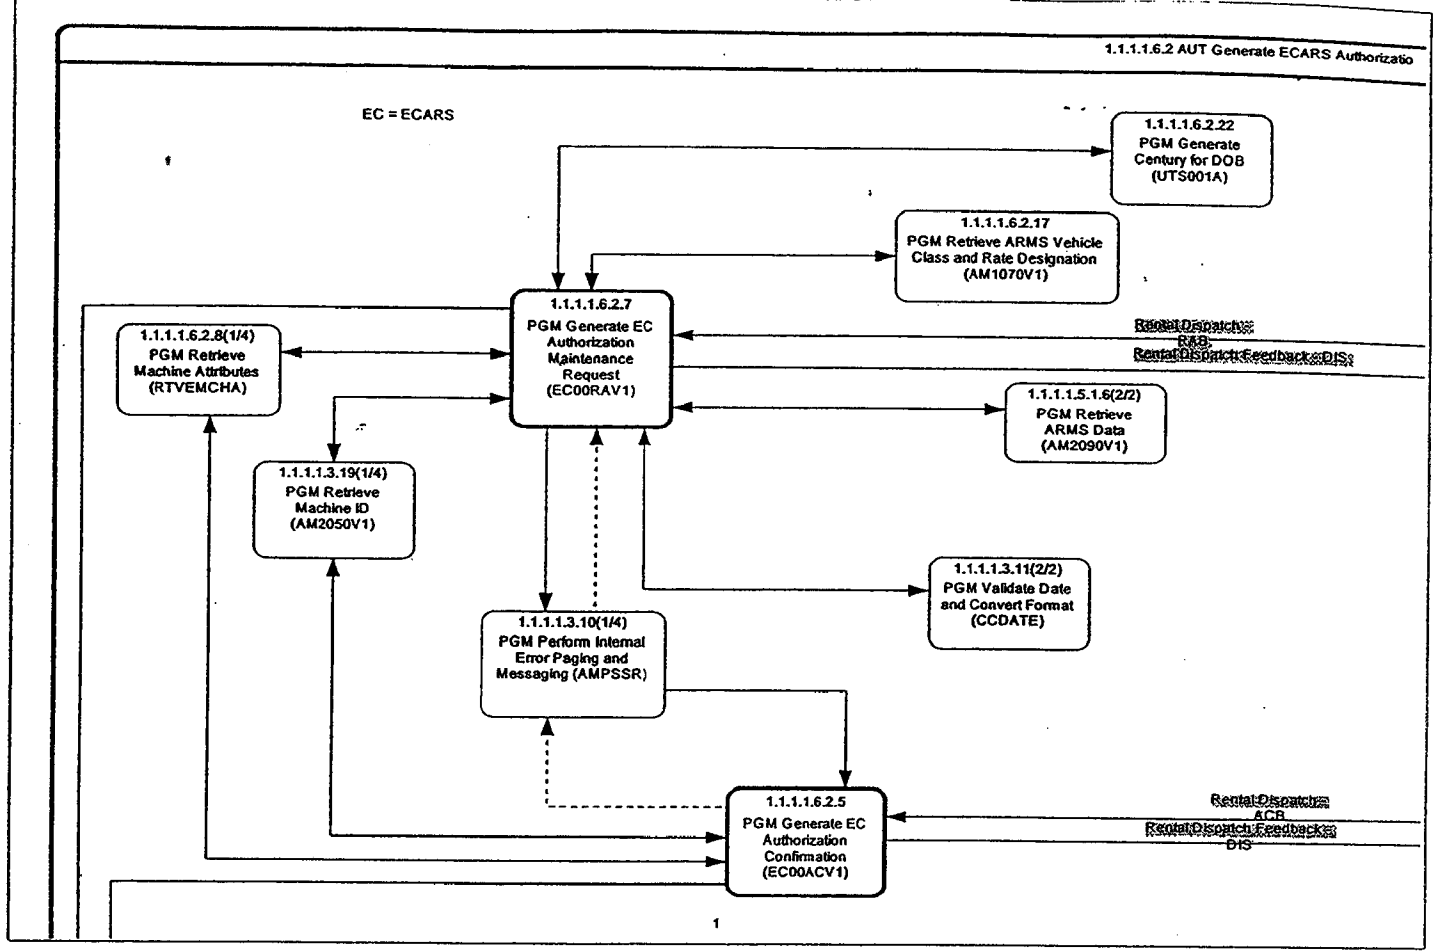 1.1.1.1.6.2 AUT Generate ECARS Authorizatio
EC = ECARS
1.1.1.1.6.2.22
PGM Generate
Century for DOB
(UTS001A)
1.1.1.1.6.2.17
PGM Retrieve ARMS Vehicle
Class and Rate Designation
(AM1070V1)
1.1.1.1.6.2.7
PGM Generate EC
Authorization
Maintenance
Request
(EC00RAV1)
1.1.1.1.6.2.8(1/4)
PGM Retrieve
Machine Attributes
(RTVEMCHA)
Rental Dispatch =
RAB
Rental Dispatch Feedback = DIS
1.1.1.1.5.1.6(2/2)
PGM Retrieve
ARMS Data
(AM2090V1)
1.1.1.1.3.19(1/4)
PGM Retrieve
Machine ID
(AM2050V1)
1.1.1.1.3.11(2/2)
PGM Validate Date
and Convert Format
(CCDATE)
1.1.1.1.3.10(1/4)
PGM Perform Internal
Error Paging and
Messaging (AMPSSR)
1.1.1.1.6.2.5
PGM Generate EC
Authorization
Confirmation
(EC00ACV1)
Rental Dispatch =
ACB
Rental Dispatch Feedback =
DIS
1